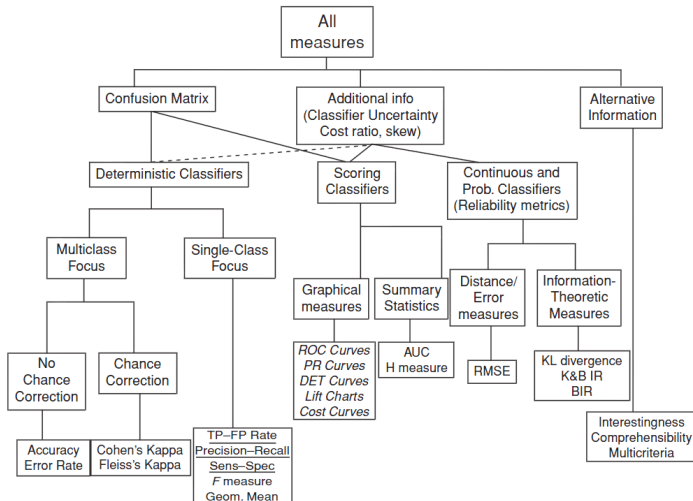 All
measures
Confusion Matrix
Additional info
(Classifier Uncertainty
Cost ratio, skew)
Alternative
Information
Deterministic Classifiers
Scoring
Classifiers
Continuous and
Prob. Classifiers
(Reliability metrics)
Multiclass
Focus
Single-Class
Focus
Graphical
measures
Summary
Statistics
Distance/
Error
measures
Information-
Theoretic
Measures
No
Chance
Correction
Chance
Correction
ROC Curves
PR Curves
DET Curves
Lift Charts
Cost Curves
AUC
H measure
RMSE
KL divergence
K&B IR
BIR
Accuracy
Error Rate
Cohen's Kappa
Fleiss's Kappa
TP–FP Rate
Precision–Recall
Sens–Spec
F measure
Geom. Mean
Interestingness
Comprehensibility
Multicriteria